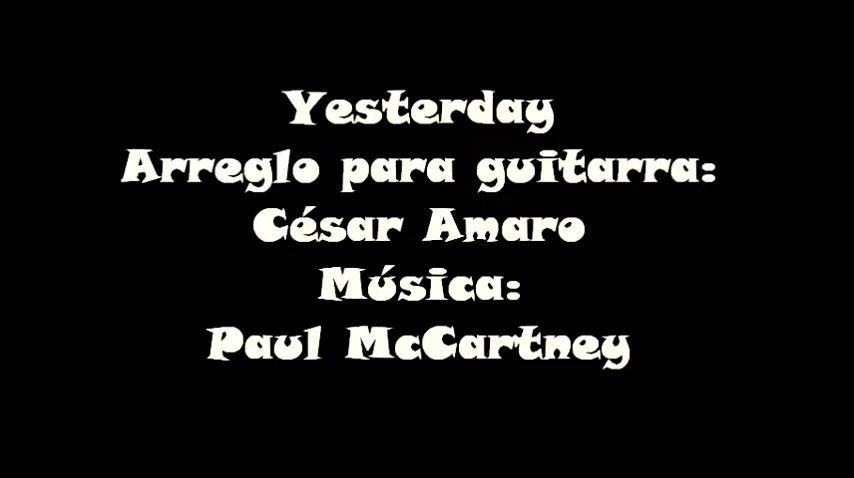 Yesterday
Arreglo para guitarra:
César Amaro
Música:
Paul McCartney